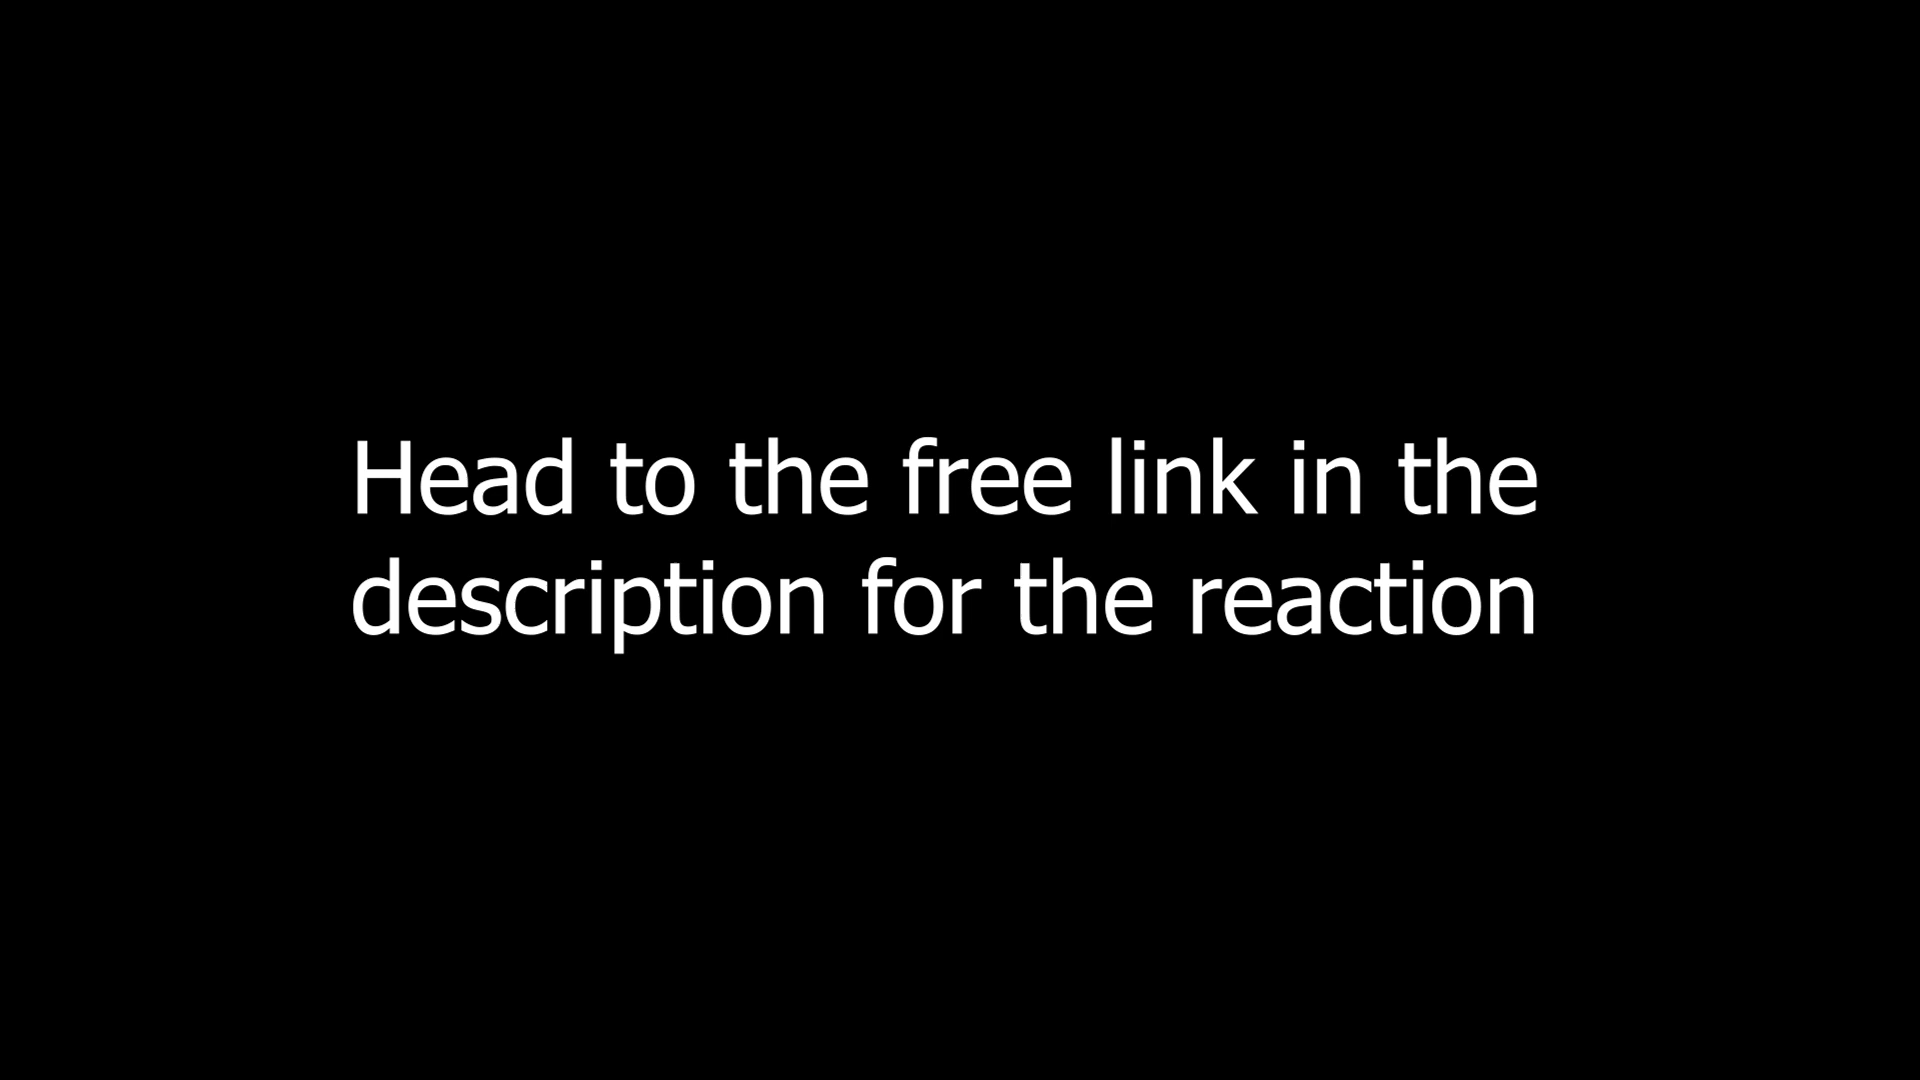 Head to the free link in the
description for the reaction